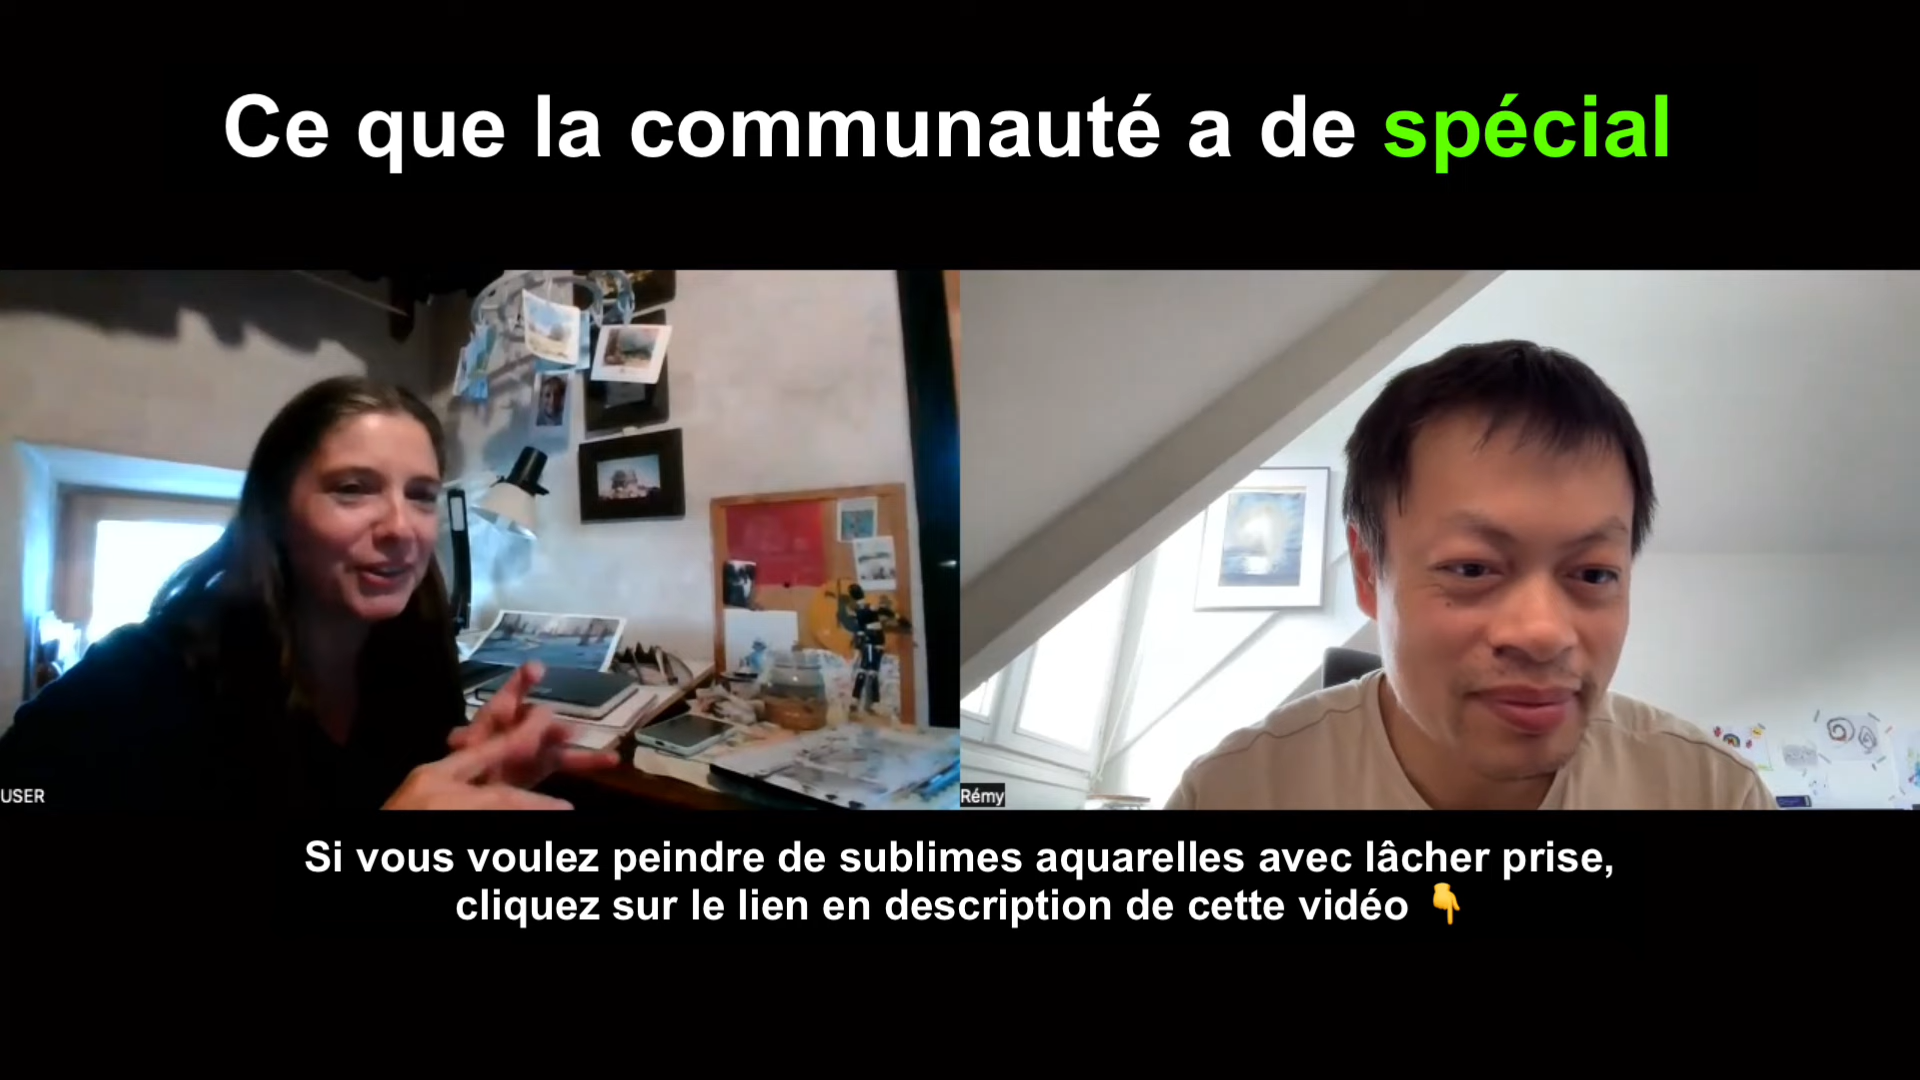 Ce que la communauté a de spécial
USER
Rémy
Si vous voulez peindre de sublimes aquarelles avec lâcher prise,
cliquez sur le lien en description de cette vidéo 👇